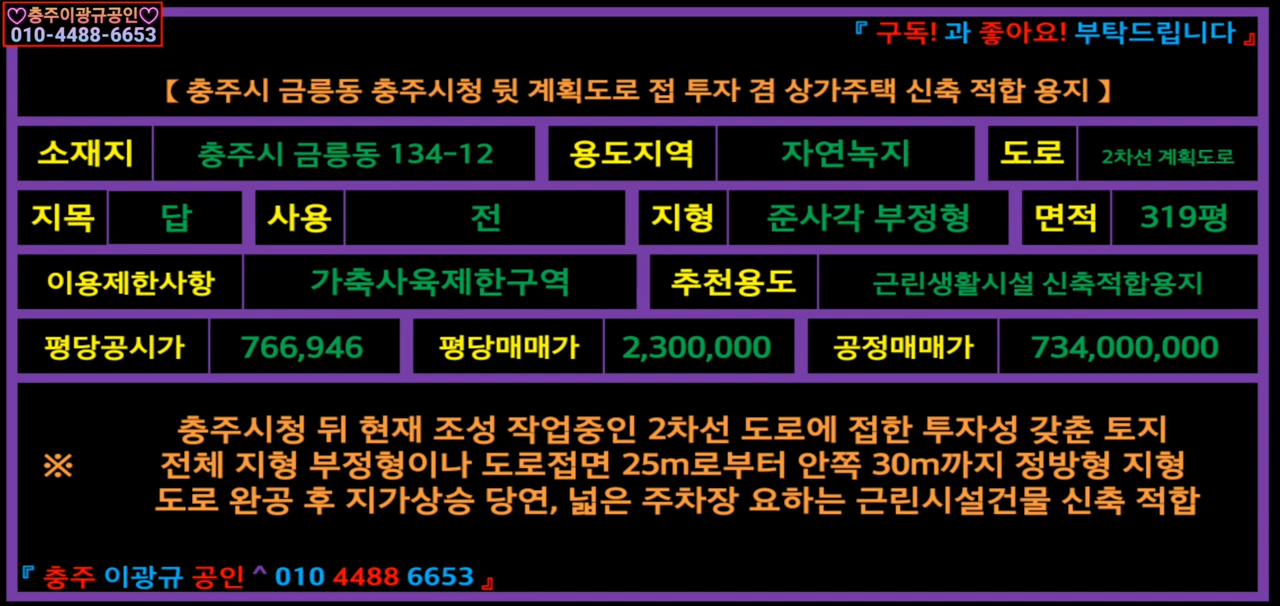 ♡충주이광규공인♡
010-4488-6653
『 구독! 과 좋아요! 부탁드립니다 』
【 충주시 금릉동 충주시청 뒷 계획도로 접 투자 겸 상가주택 신축 적합 용지 】
소재지 충주시 금릉동 134-12 용도지역 자연녹지 도로 2차선 계획도로
지목 답 사용 전 지형 준사각 부정형 면적 319평
이용제한사항 가축사육제한구역 추천용도 근린생활시설 신축적합용지
평당공시가 766,946 평당매매가 2,300,000 공정매매가 734,000,000
충주시청 뒤 현재 조성 작업중인 2차선 도로에 접한 투자성 갖춘 토지
※ 전체 지형 부정형이나 도로접면 25m로부터 안쪽 30m까지 정방형 지형
도로 완공 후 지가상승 당연, 넓은 주차장 요하는 근린시설건물 신축 적합
『 충주 이광규 공인 ^ 010 4488 6653 』